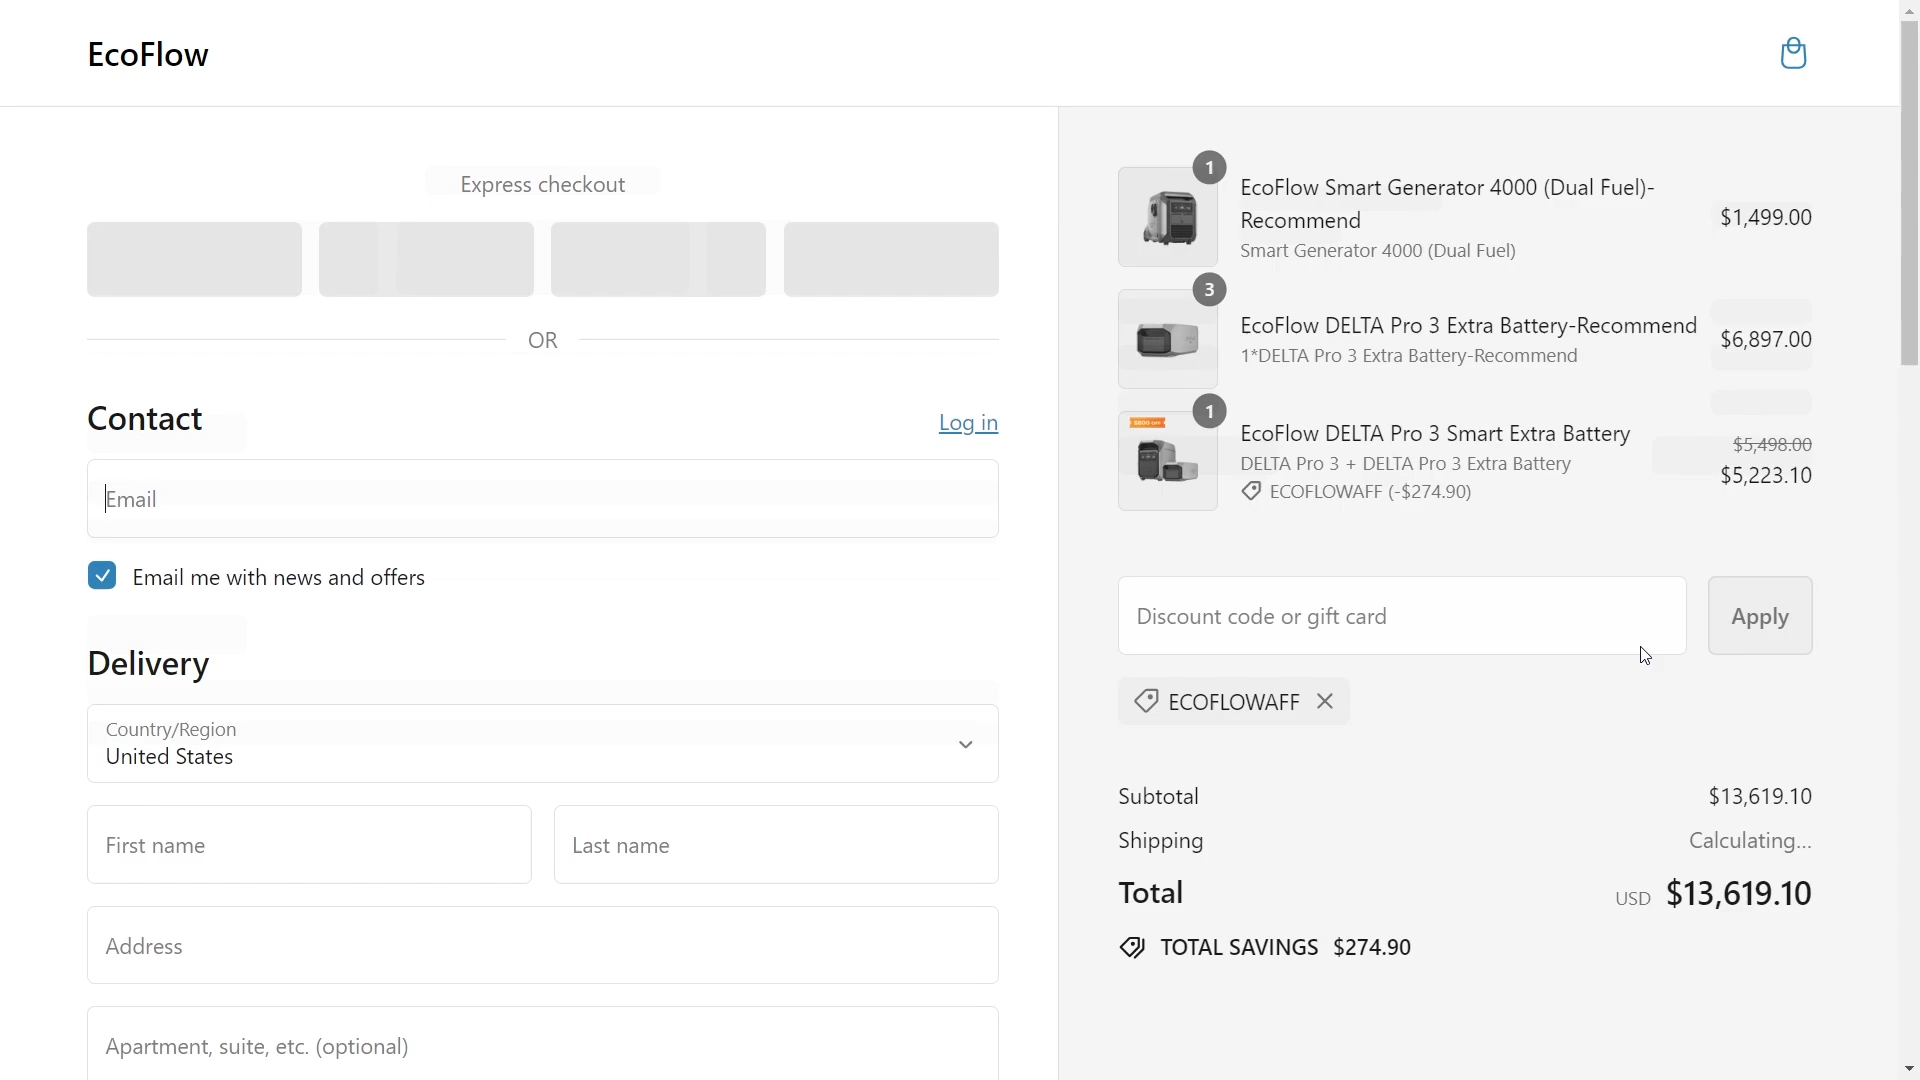 EcoFlow
Express checkout
OR
Contact
Log in
Email
Email me with news and offers
Delivery
Country/Region
United States
First name
Last name
Address
Apartment, suite, etc. (optional)
1
EcoFlow Smart Generator 4000 (Dual Fuel)-
Recommend
Smart Generator 4000 (Dual Fuel)
$1,499.00
3
EcoFlow DELTA Pro 3 Extra Battery-Recommend
1*DELTA Pro 3 Extra Battery-Recommend
$6,897.00
1
$600 OFF
EcoFlow DELTA Pro 3 Smart Extra Battery
DELTA Pro 3 + DELTA Pro 3 Extra Battery
ECOFLOWAFF (-$274.90)
$5,498.00
$5,223.10
Discount code or gift card
Apply
ECOFLOWAFF
Subtotal
$13,619.10
Shipping
Calculating...
Total
USD $13,619.10
TOTAL SAVINGS $274.90